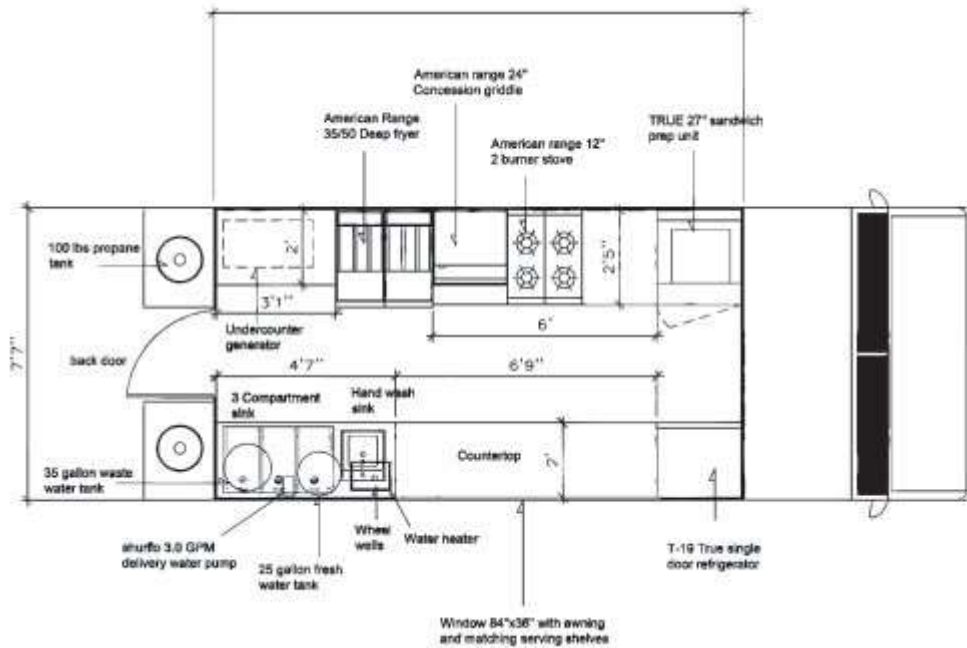 American range 24"
Concession griddle
American Range
35/50 Deep fryer
American range 12"
2 burner stove
TRUE 27" sandwich
prep unit
100 lbs propane
tank
2'
2'5"
3'1"
6'
Undercounter
generator
7'7"
back door
4'7"
6'9"
3 Compartment
sink
Hand wash
sink
Countertop
2'
35 gallon waste
water tank
shurflo 3.0 GPM
delivery water pump
25 gallon fresh
water tank
Wheel
wells
Water heater
T-19 True single
door refrigerator
Window 84"x36" with awning
and matching serving shelves